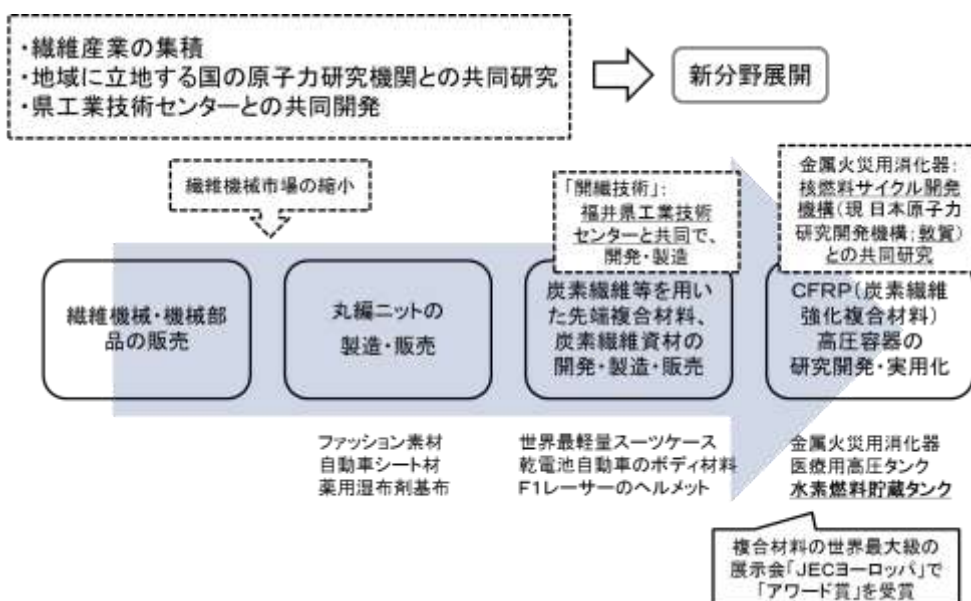 ・繊維産業の集積
・地域に立地する国の原子力研究機関との共同研究
・県工業技術センターとの共同開発
新分野展開
繊維機械市場の縮小
「開繊技術」:
福井県工業技術
センターと共同で、
開発・製造
金属火災用消化器:
核燃料サイクル開発
機構(現 日本原子力
研究開発機構;敦賀)
との共同研究
繊維機械・機械部
品の販売
丸編ニットの
製造・販売
炭素繊維等を用い
た先端複合材料、
炭素繊維資材の
開発・製造・販売
CFRP(炭素繊維
強化複合材料)
高圧容器の
研究開発・実用化
ファッション素材
自動車シート材
薬用湿布剤基布
世界最軽量スーツケース
乾電池自動車のボディ材料
F1レーサーのヘルメット
金属火災用消化器
医療用高圧タンク
水素燃料貯蔵タンク
複合材料の世界最大級の
展示会「JECヨーロッパ」で
「アワード賞」を受賞